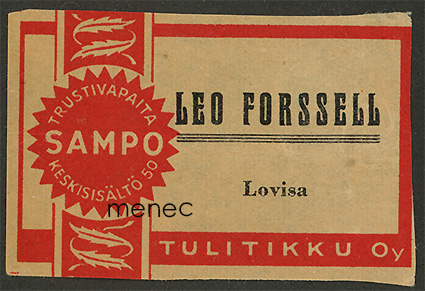 TRUSTIVAPAITA
SAMPO
KESKISISÄLTÖ 50
LEO FORSSELL
Lovisa
menec
TULITIKKU Oy